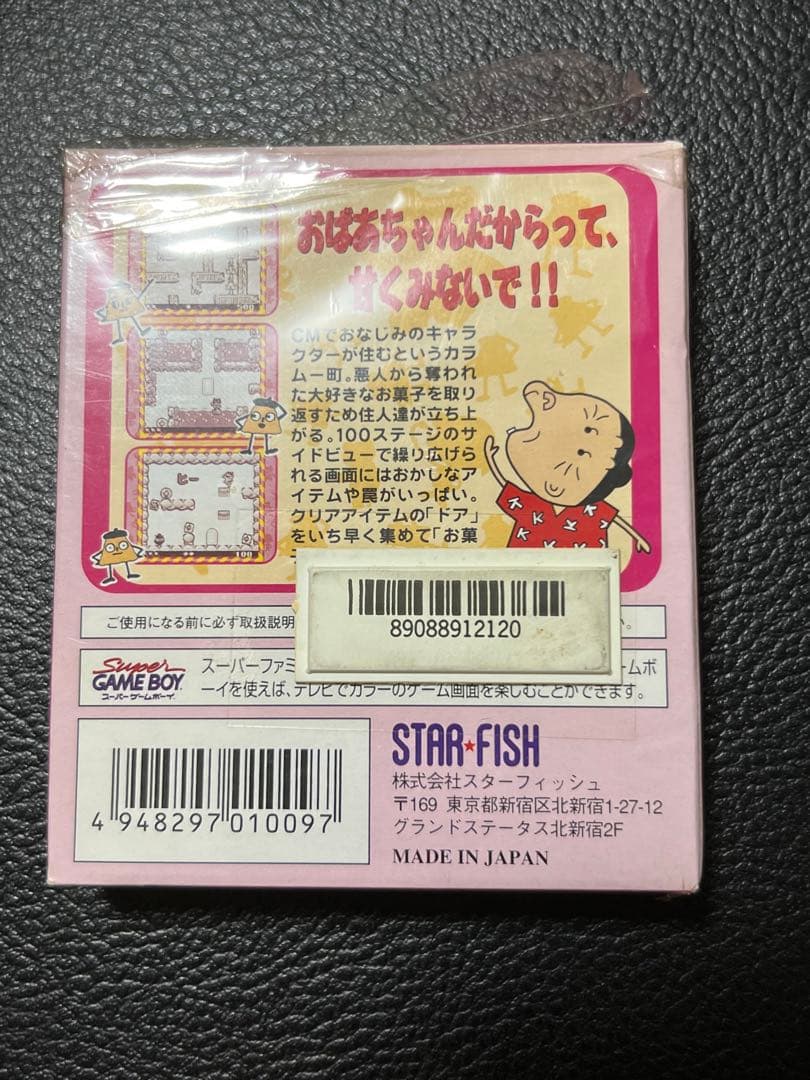 おばあちゃんだからって、
甘くみないで!!
CMでおなじみのキャラ
クターが住むというカラ
ムー町。悪人から奪われ
た大好きなお菓子を取り
返すため住人達が立ち上
がる。100ステージのサ
イドビューで繰り広げら
れる画面にはおかしなア
イテムや罠がいっぱい。
クリアアイテムの「ドア」
をいち早く集めて「お菓
ビー
100
89088912120
ご使用になる前に必ず取扱説明
Super
GAME BOY
スーパーゲームボーイ
スーパーファミ
ームボ
ーイを使えば、テレビでカラーのゲーム画面を楽しむことができます。
STAR★FISH
株式会社スターフィッシュ
〒169 東京都新宿区北新宿1-27-12
グランドステータス北新宿2F
MADE IN JAPAN
4 948297 010097